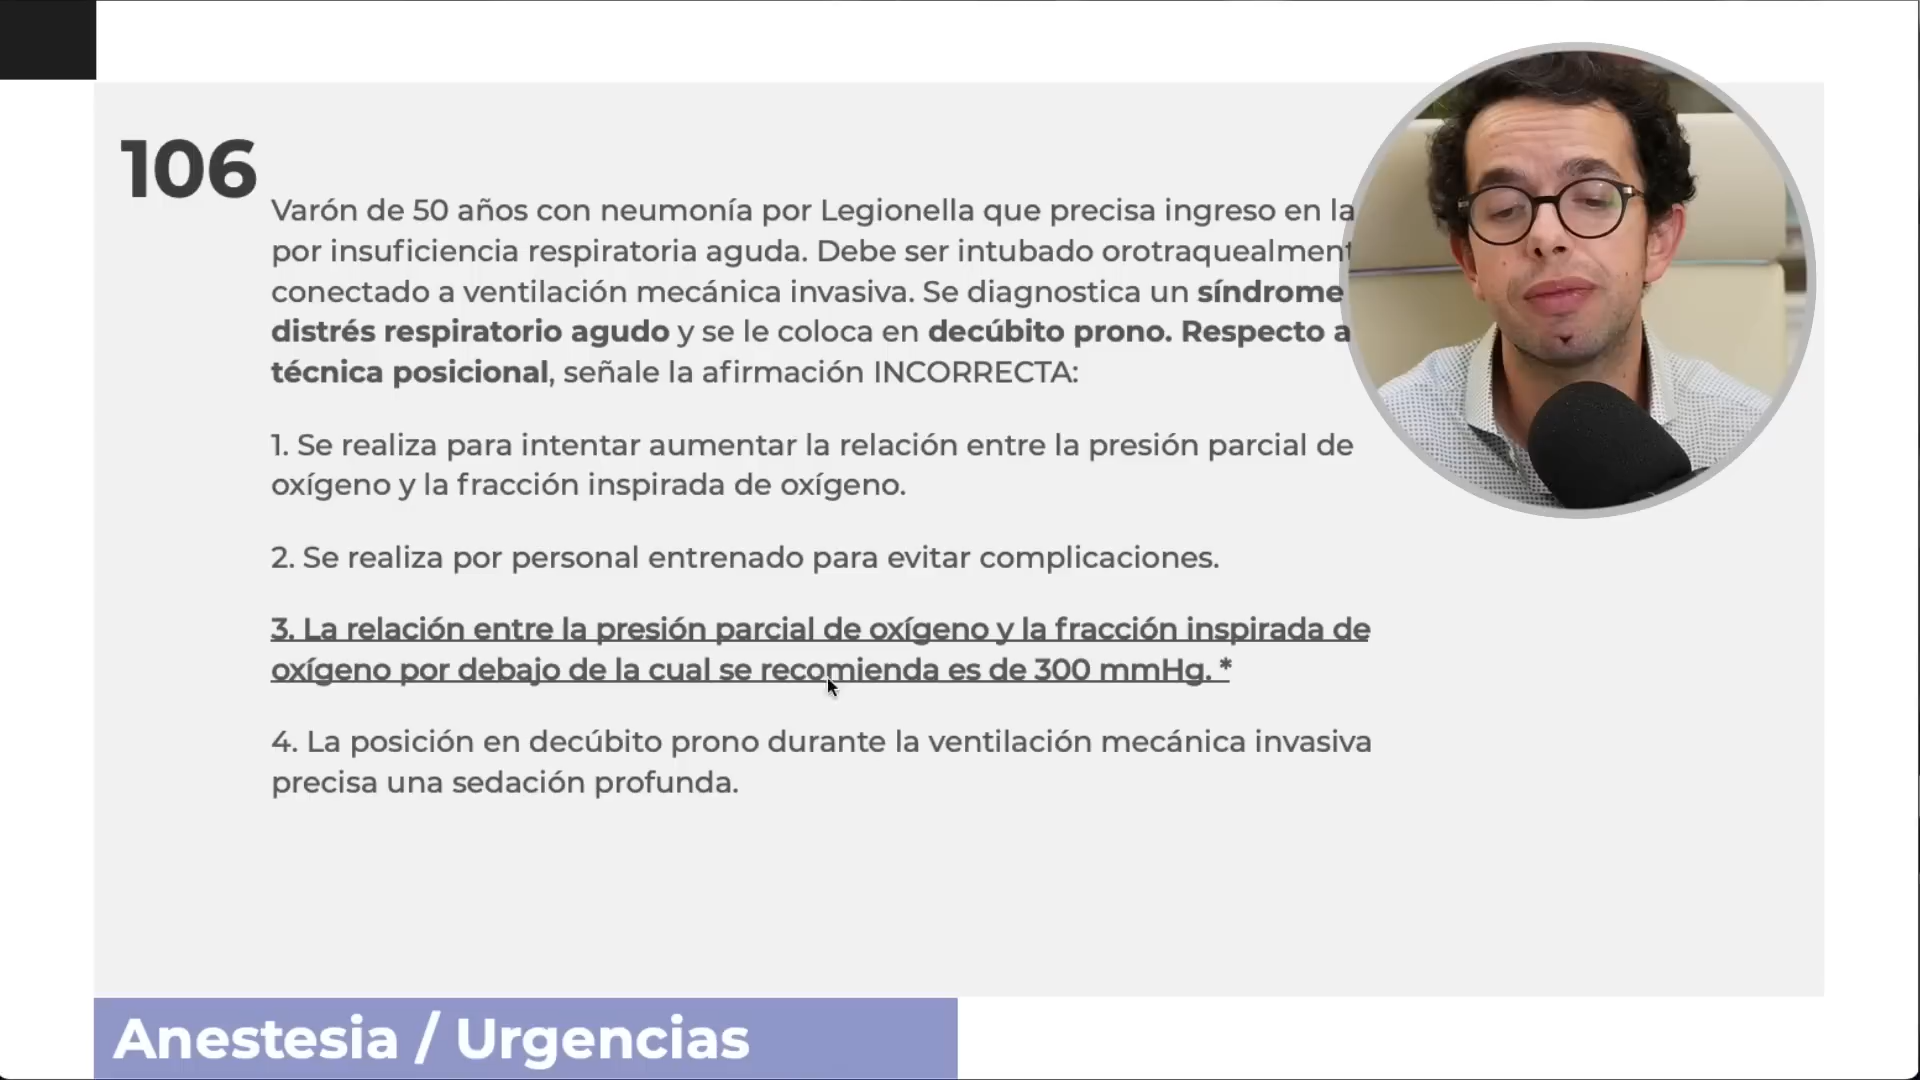 106
Varón de 50 años con neumonía por Legionella que precisa ingreso en la
por insuficiencia respiratoria aguda. Debe ser intubado orotraquealment
conectado a ventilación mecánica invasiva. Se diagnostica un síndrome
distrés respiratorio agudo y se le coloca en decúbito prono. Respecto a
técnica posicional, señale la afirmación INCORRECTA:
1. Se realiza para intentar aumentar la relación entre la presión parcial de
oxígeno y la fracción inspirada de oxígeno.
2. Se realiza por personal entrenado para evitar complicaciones.
3. La relación entre la presión parcial de oxígeno y la fracción inspirada de
oxígeno por debajo de la cual se recomienda es de 300 mmHg. *
4. La posición en decúbito prono durante la ventilación mecánica invasiva
precisa una sedación profunda.
Anestesia / Urgencias